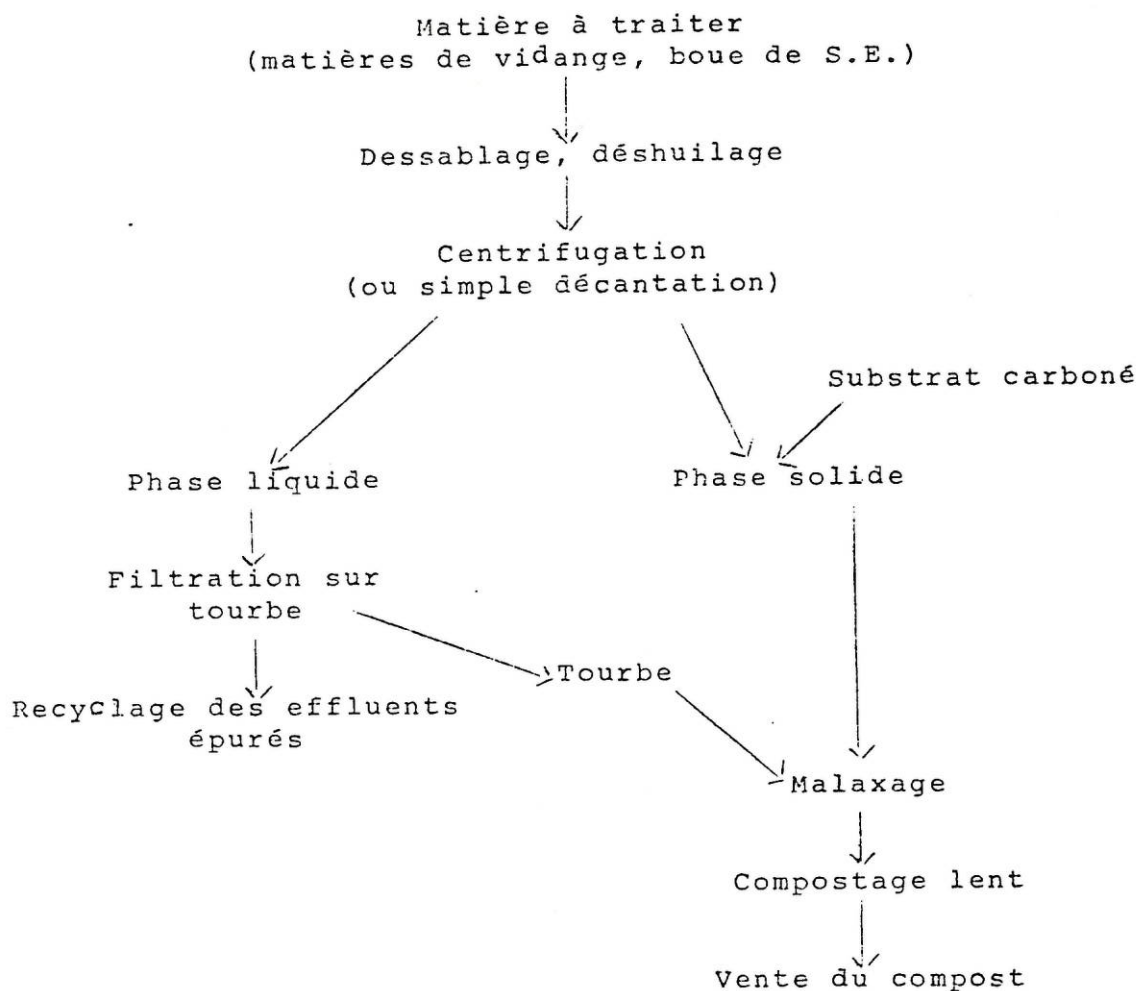 Matière à traiter
(matières de vidange, boue de S.E.)
Dessablage, déshuilage
Centrifugation
(ou simple décantation)
Substrat carboné
Phase liquide
Phase solide
Filtration sur
tourbe
Tourbe
Recyclage des effluents
épurés
Malaxage
Compostage lent
Vente du compost